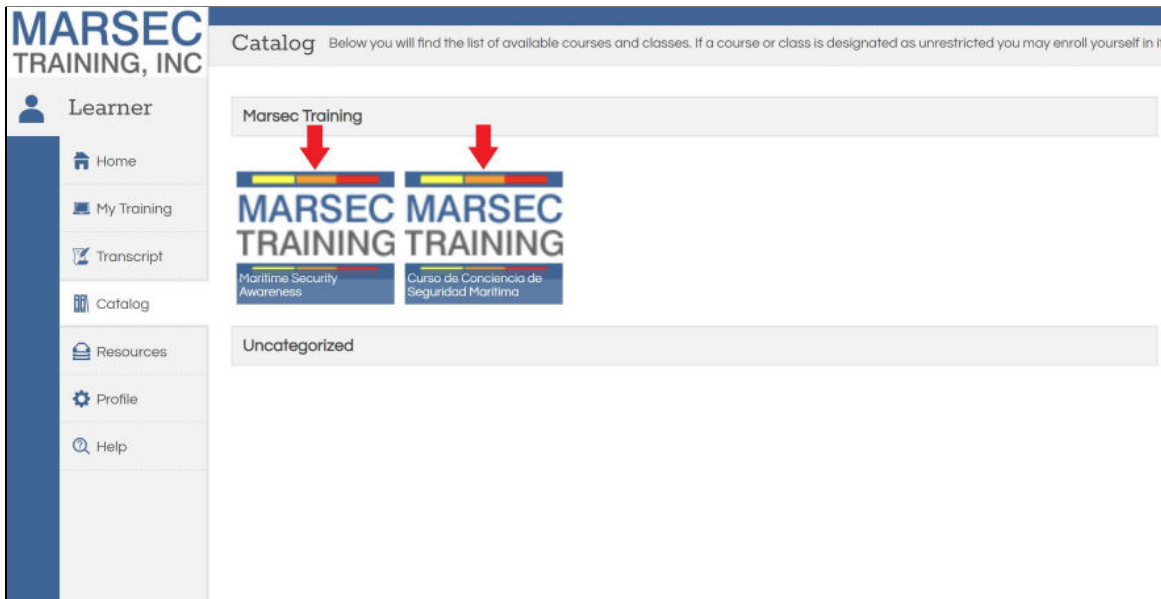 MARSEC
TRAINING, INC
Catalog Below you will find the list of available courses and classes. If a course or class is designated as unrestricted you may enroll yourself in
Learner
Home
My Training
Transcript
Catalog
Resources
Profile
Help
Marsec Training
MARSEC
TRAINING
Maritime Security
Awareness
MARSEC
TRAINING
Curso de Conciencia de
Seguridad Marítima
Uncategorized